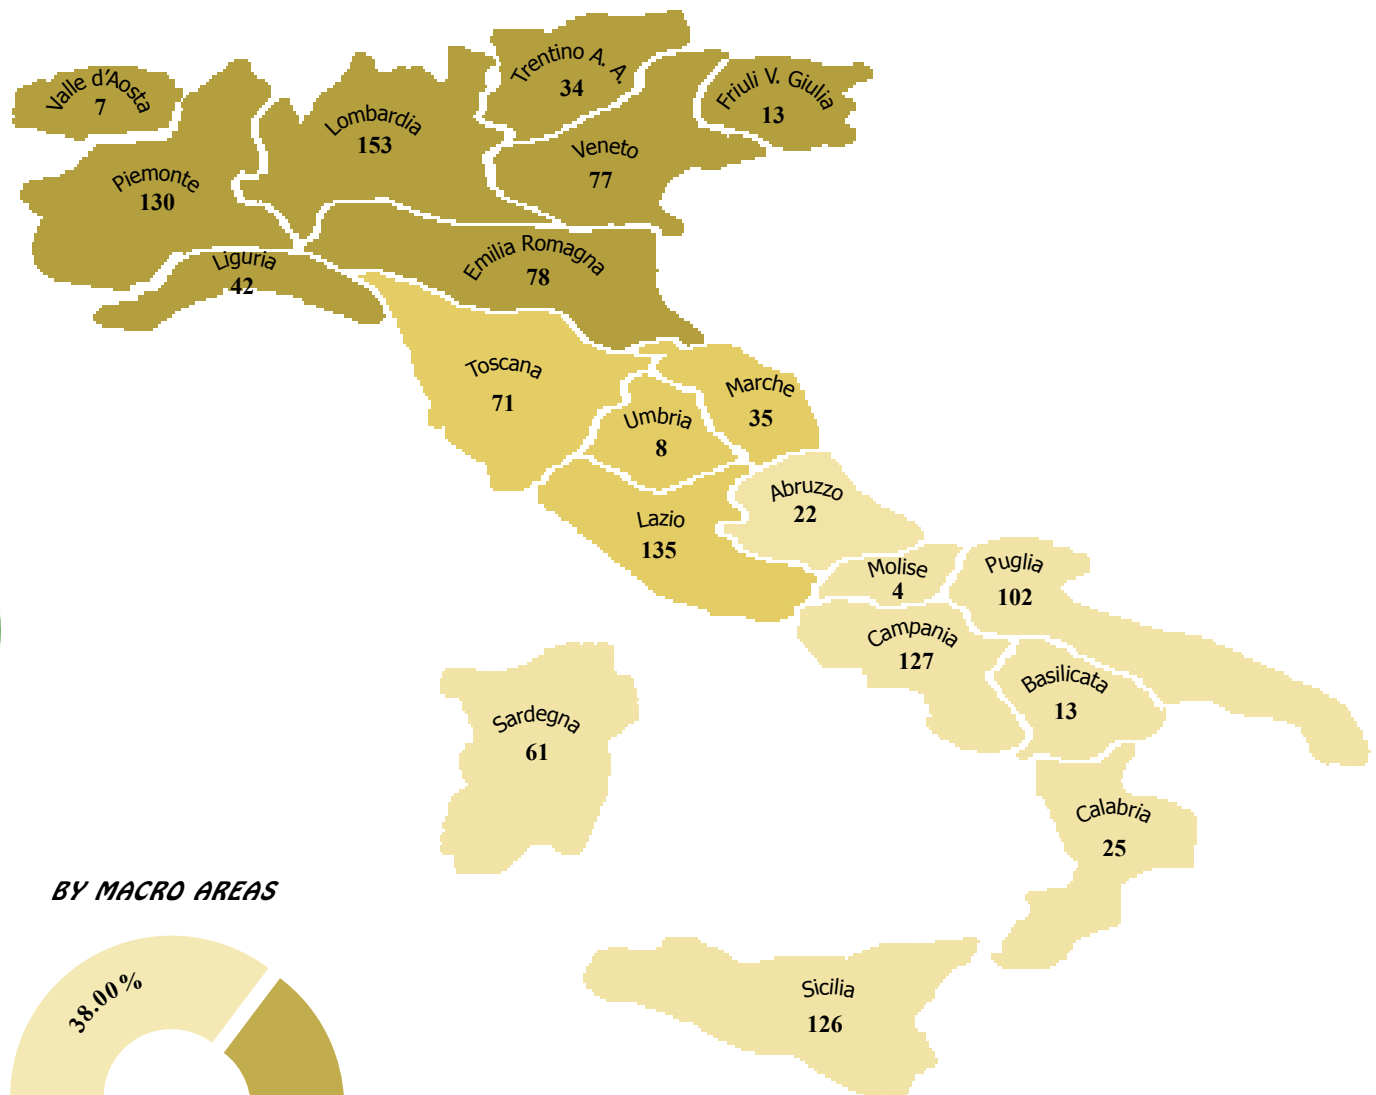 Trentino A. A.
34
Valle d'Aosta
7
Friuli V. Giulia
13
Lombardia
153
Veneto
77
Piemonte
130
Emilia Romagna
78
Liguria
42
Toscana
71
Marche
35
Umbria
8
Abruzzo
22
Lazio
135
Molise
4
Puglia
102
Campania
127
Basilicata
13
Sardegna
61
Calabria
25
BY MACRO AREAS
38.00%
Sicilia
126